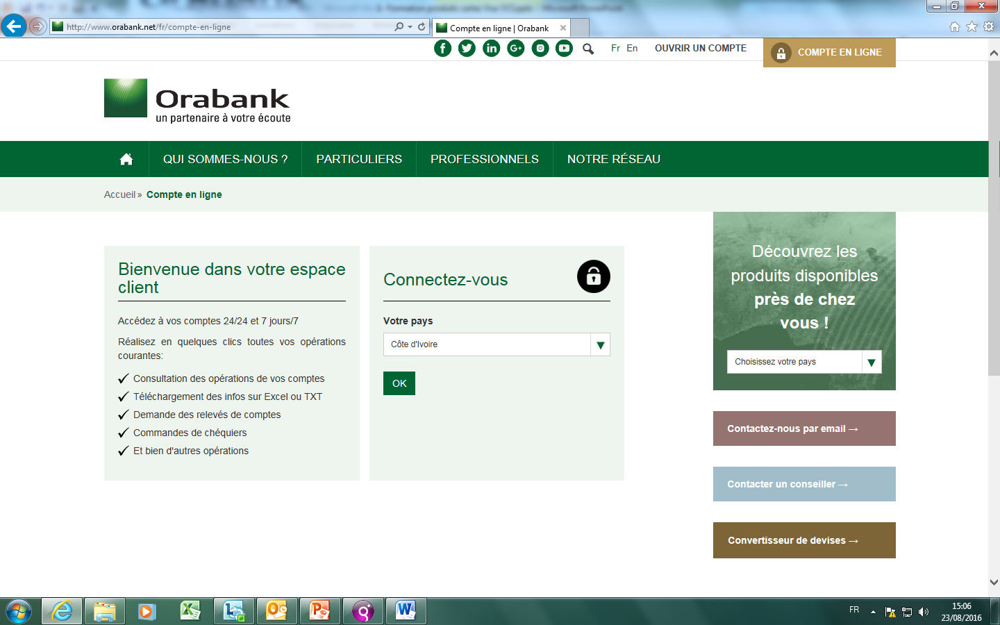 http://www.orabank.net/fr/compte-en-ligne
Compte en ligne | Orabank
Fr En
OUVRIR UN COMPTE
COMPTE EN LIGNE
Orabank
un partenaire à votre écoute
QUI SOMMES-NOUS ?
PARTICULIERS
PROFESSIONNELS
NOTRE RÉSEAU
Accueil » Compte en ligne
Bienvenue dans votre espace
client
Accédez à vos comptes 24/24 et 7 jours/7
Réalisez en quelques clics toutes vos opérations
courantes:
Consultation des opérations de vos comptes
Téléchargement des infos sur Excel ou TXT
Demande des relevés de comptes
Commandes de chéquiers
Et bien d'autres opérations
Connectez-vous
Votre pays
Côte d'Ivoire
OK
Découvrez les
produits disponibles
près de chez
vous !
Choisissez votre pays
Contactez-nous par email →
Contacter un conseiller →
Convertisseur de devises →
FR
15:06
23/08/2016